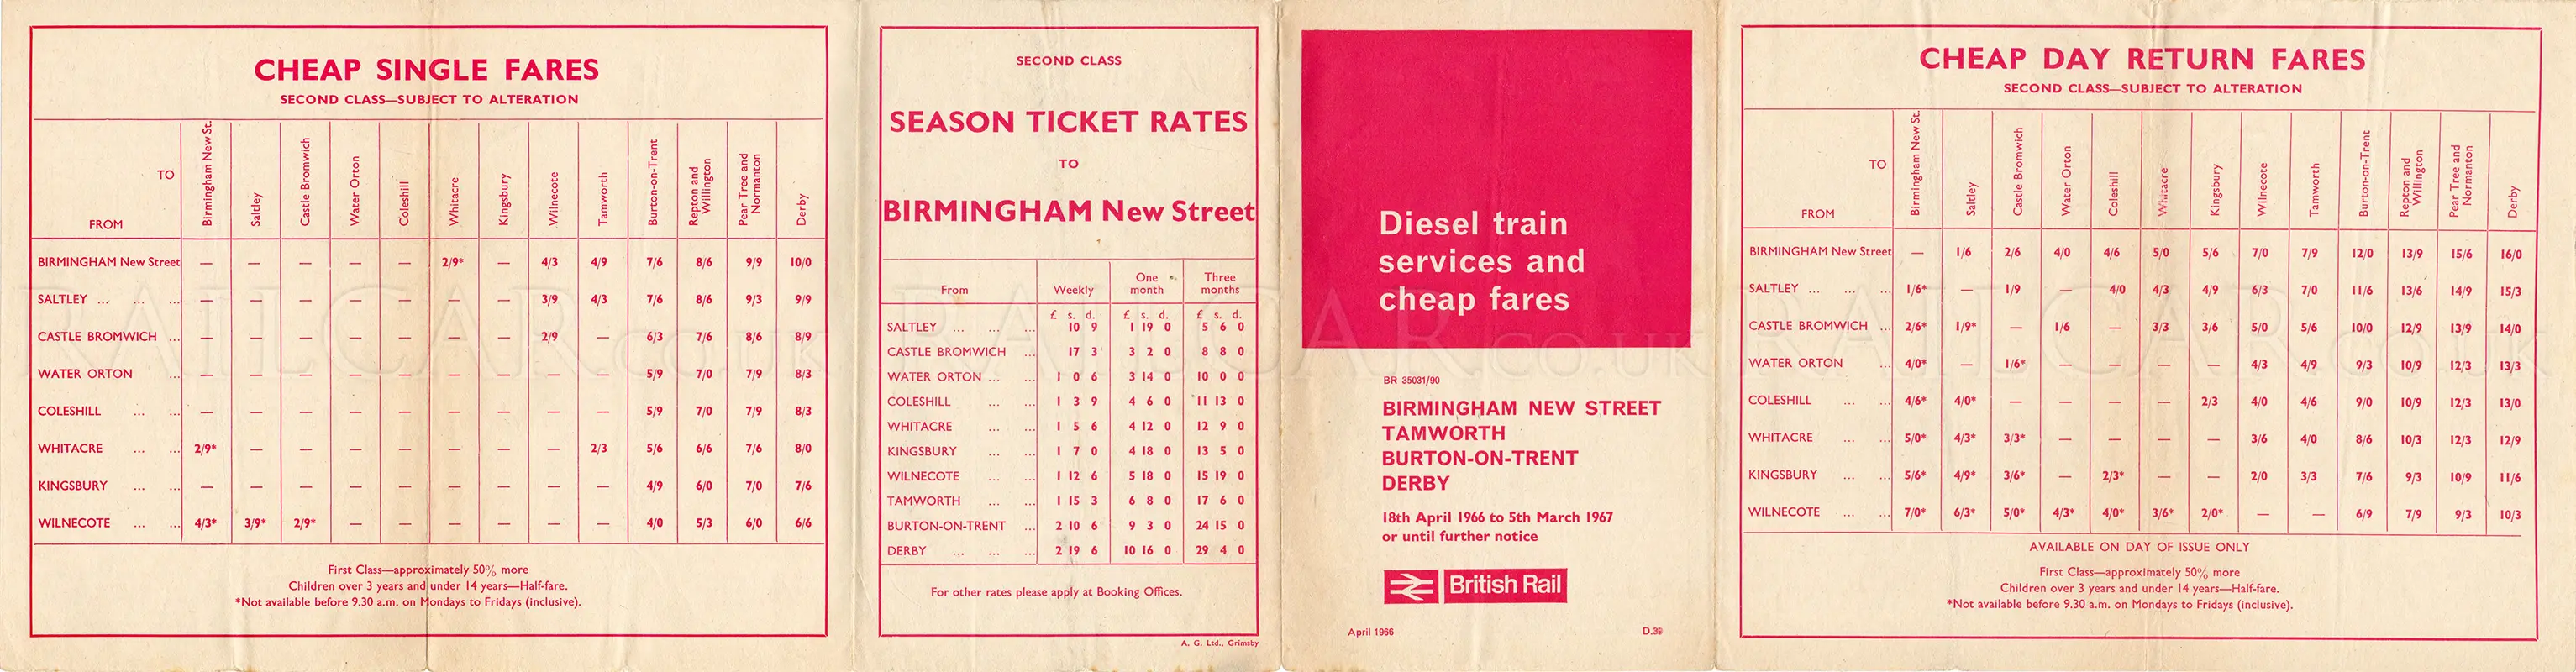 CHEAP SINGLE FARES
SECOND CLASS—SUBJECT TO ALTERATION
FROM TO Birmingham New St. Saltley Castle Bromwich Water Orton Coleshill Whitacre Kingsbury Wilnecote Tamworth Burton-on-Trent Repton and Willington Pear Tree and Normanton Derby
BIRMINGHAM New Street — — — — — 2/9* — 4/3 4/9 7/6 8/6 9/9 10/0
SALTLEY ... ... ... — — — — — — — 3/9 4/3 7/6 8/6 9/3 9/9
CASTLE BROMWICH ... — — — — — — — 2/9 — 6/3 7/6 8/6 8/9
WATER ORTON ... — — — — — — — — — 5/9 7/0 7/9 8/3
COLESHILL ... ... — — — — — — — — — 5/9 7/0 7/9 8/3
WHITACRE ... ... 2/9* — — — — — — — 2/3 5/6 6/6 7/6 8/0
KINGSBURY ... ... — — — — — — — — — 4/9 6/0 7/0 7/6
WILNECOTE ... ... 4/3* 3/9* 2/9* — — — — — — 4/0 5/3 6/0 6/6
First Class—approximately 50% more
Children over 3 years and under 14 years—Half-fare.
*Not available before 9.30 a.m. on Mondays to Fridays (inclusive).
SECOND CLASS
SEASON TICKET RATES
TO
BIRMINGHAM New Street
From Weekly One month Three months
£ s. d. £ s. d. £ s. d.
SALTLEY ... ... ... 10 9 1 19 0 5 6 0
CASTLE BROMWICH ... 17 3 3 2 0 8 8 0
WATER ORTON ... ... 1 0 6 3 14 0 10 0 0
COLESHILL ... ... 1 3 9 4 6 0 11 13 0
WHITACRE ... ... 1 5 6 4 12 0 12 9 0
KINGSBURY ... ... 1 7 0 4 18 0 13 5 0
WILNECOTE ... ... 1 12 6 5 18 0 15 19 0
TAMWORTH ... ... 1 15 3 6 8 0 17 6 0
BURTON-ON-TRENT ... 2 10 6 9 3 0 24 15 0
DERBY ... ... ... 2 19 6 10 16 0 29 4 0
For other rates please apply at Booking Offices.
A. G. Ltd., Grimsby
Diesel train
services and
cheap fares
BR 35031/90
BIRMINGHAM NEW STREET
TAMWORTH
BURTON-ON-TRENT
DERBY
18th April 1966 to 5th March 1967
or until further notice
British Rail
April 1966 D.39
CHEAP DAY RETURN FARES
SECOND CLASS—SUBJECT TO ALTERATION
FROM TO Birmingham New St. Saltley Castle Bromwich Water Orton Coleshill Whitacre Kingsbury Wilnecote Tamworth Burton-on-Trent Repton and Willington Pear Tree and Normanton Derby
BIRMINGHAM New Street — 1/6 2/6 4/0 4/6 5/0 5/6 7/0 7/9 12/0 13/9 15/6 16/0
SALTLEY ... ... ... 1/6* — 1/9 — 4/0 4/3 4/9 6/3 7/0 11/6 13/6 14/9 15/3
CASTLE BROMWICH ... 2/6* 1/9* — 1/6 — 3/3 3/6 5/0 5/6 10/0 12/9 13/9 14/0
WATER ORTON ... 4/0* — 1/6* — — — — 4/3 4/9 9/3 10/9 12/3 13/3
COLESHILL ... ... 4/6* 4/0* — — — — 2/3 4/0 4/6 9/0 10/9 12/3 13/0
WHITACRE ... ... 5/0* 4/3* 3/3* — — — — 3/6 4/0 8/6 10/3 12/3 12/9
KINGSBURY ... ... 5/6* 4/9* 3/6* — 2/3* — — 2/0 3/3 7/6 9/3 10/9 11/6
WILNECOTE ... ... 7/0* 6/3* 5/0* 4/3* 4/0* 3/6* 2/0* — — 6/9 7/9 9/3 10/3
AVAILABLE ON DAY OF ISSUE ONLY
First Class—approximately 50% more
Children over 3 years and under 14 years—Half-fare.
*Not available before 9.30 a.m. on Mondays to Fridays (inclusive).
RAILCAR.CO.UK
RAILCAR.CO.UK